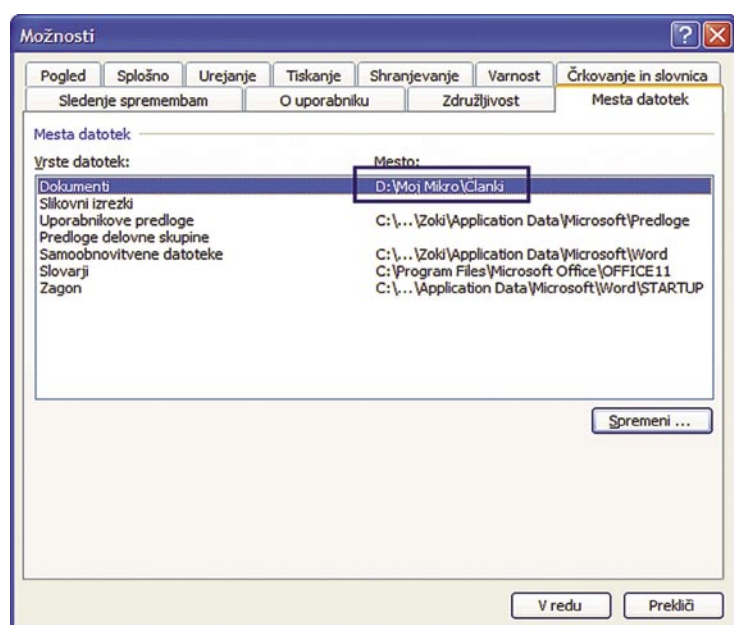 Možnosti
Pogled Splošno Urejanje Tiskanje Shranjevanje Varnost Črkovanje in slovnica
Sledenje spremembam O uporabniku Združljivost Mesta datotek
Mesta datotek
Vrste datotek: Mesto:
Dokumenti D:\Moj Mikro\Članki
Slikovni izrezki
Uporabnikove predloge C:\...\Zoki\Application Data\Microsoft\Predloge
Predloge delovne skupine
Samoobnovitvene datoteke C:\...\Zoki\Application Data\Microsoft\Word
Slovarji C:\Program Files\Microsoft Office\OFFICE11
Zagon C:\...\Application Data\Microsoft\Word\STARTUP
Spremeni ...
V redu Prekliči